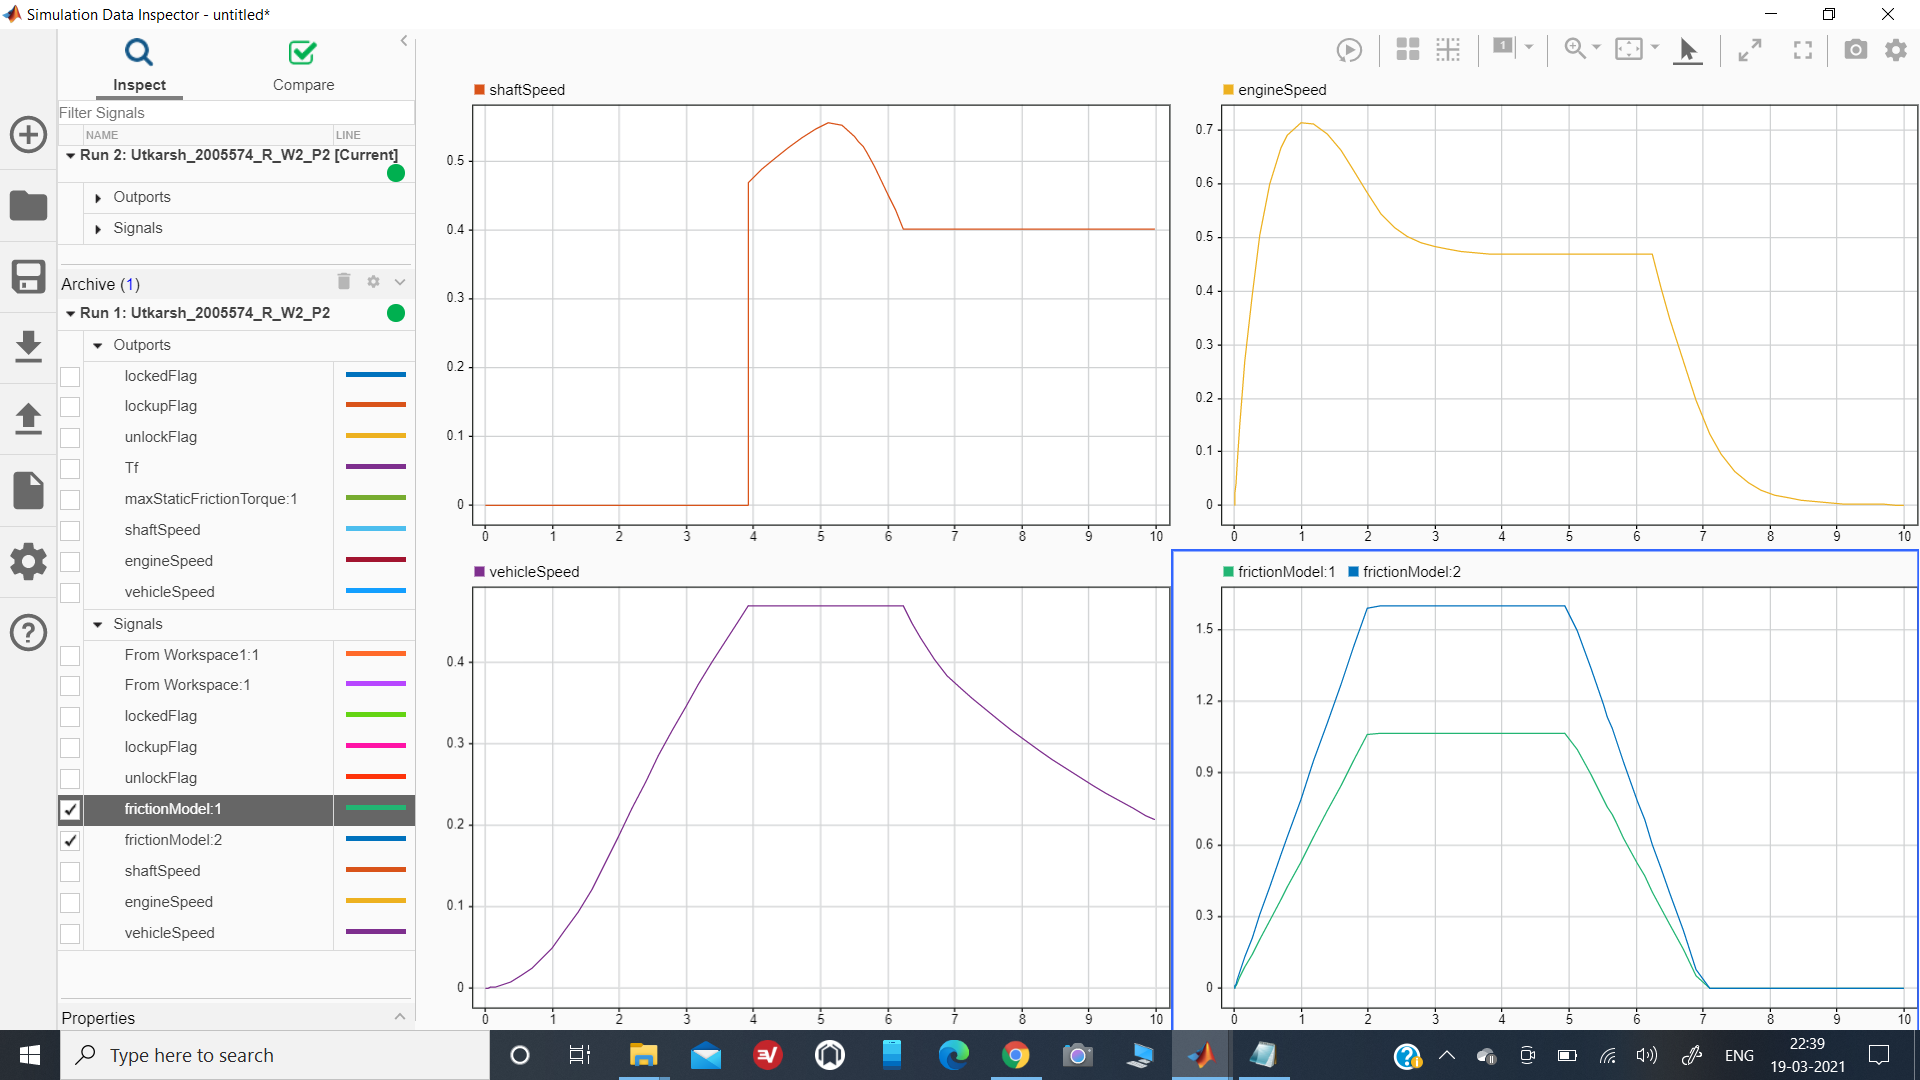 Simulation Data Inspector - untitled*
Inspect
Compare
Filter Signals
NAME LINE
Run 2: Utkarsh_2005574_R_W2_P2 [Current]
Outports
Signals
Archive (1)
Run 1: Utkarsh_2005574_R_W2_P2
Outports
lockedFlag
lockupFlag
unlockFlag
Tf
maxStaticFrictionTorque:1
shaftSpeed
engineSpeed
vehicleSpeed
Signals
From Workspace1:1
From Workspace:1
lockedFlag
lockupFlag
unlockFlag
frictionModel:1
frictionModel:2
shaftSpeed
engineSpeed
vehicleSpeed
Properties
1
shaftSpeed
0.5
0.4
0.3
0.2
0.1
0
0 1 2 3 4 5 6 7 8 9 10
engineSpeed
0.7
0.6
0.5
0.4
0.3
0.2
0.1
0
0 1 2 3 4 5 6 7 8 9 10
vehicleSpeed
0.4
0.3
0.2
0.1
0
0 1 2 3 4 5 6 7 8 9 10
frictionModel:1 frictionModel:2
1.5
1.2
0.9
0.6
0.3
0
0 1 2 3 4 5 6 7 8 9 10
Type here to search
ENG
22:39
19-03-2021